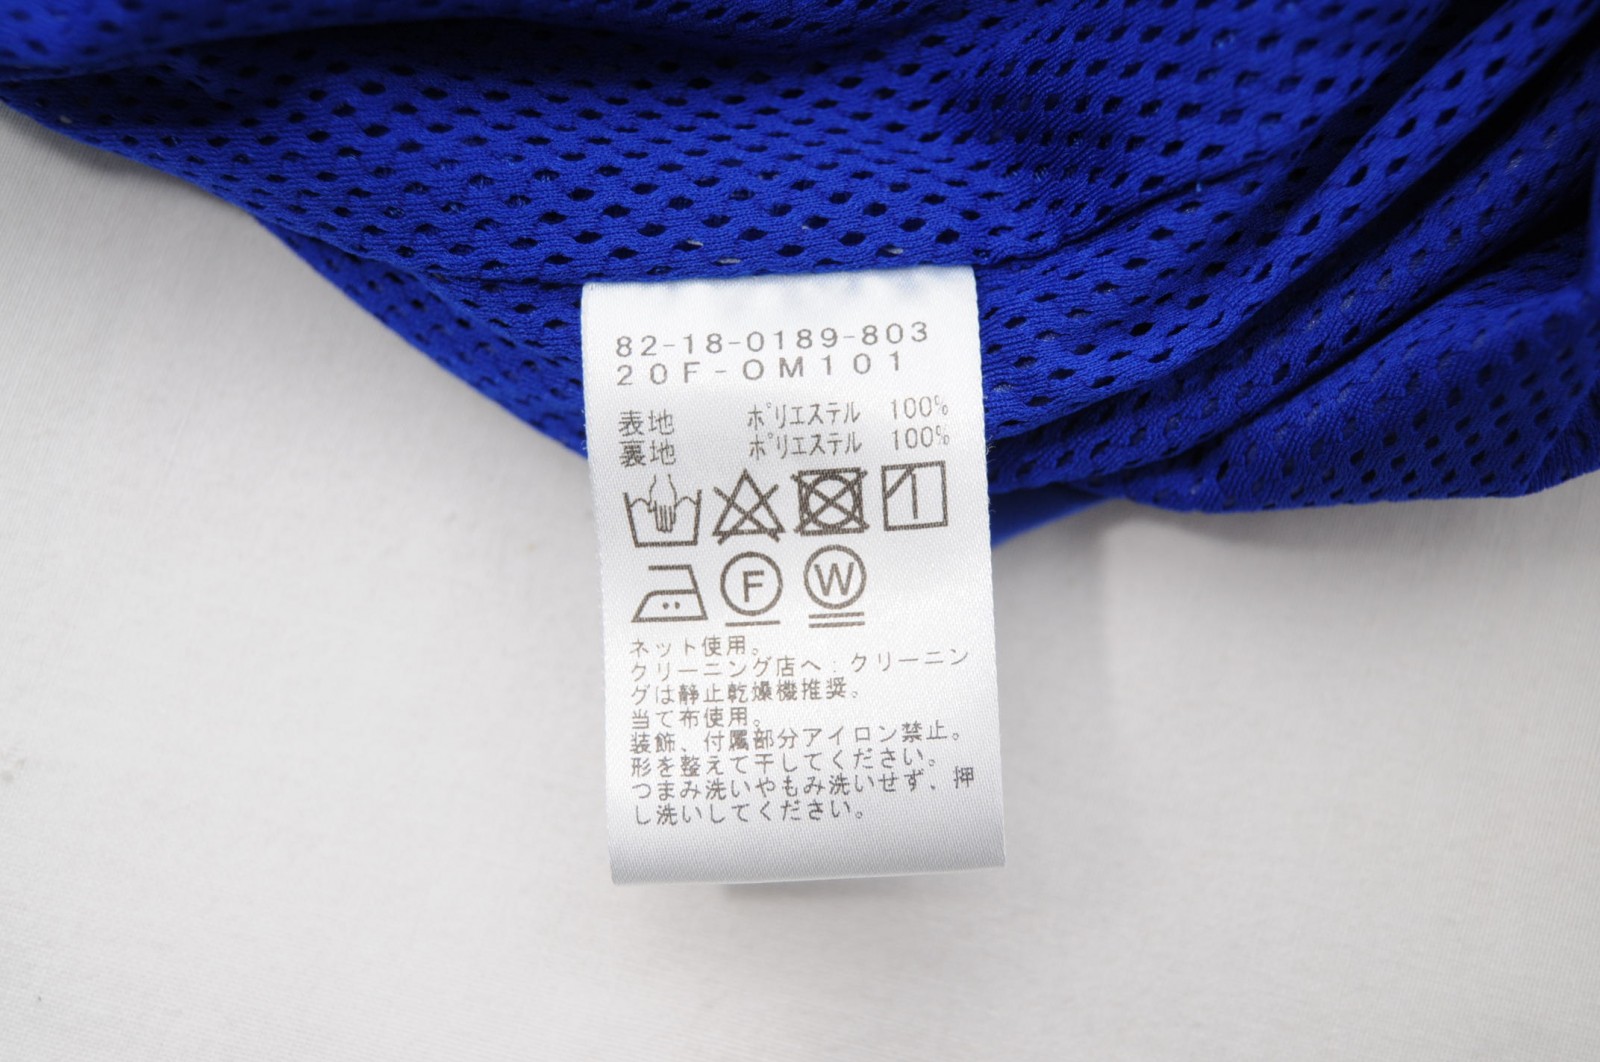 82-18-0189-803
20F-OM101
表地 ポリエステル 100%
裏地 ポリエステル 100%
F W
ネット使用。
クリーニング店へ:クリーニン
グは静止乾燥機推奨。
当て布使用。
装飾、付属部分アイロン禁止。
形を整えて干してください。
つまみ洗いやもみ洗いせず、押
し洗いしてください。